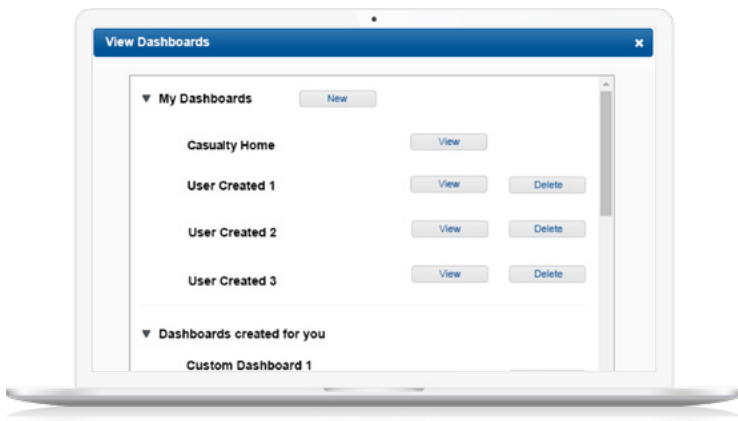 View Dashboards
My Dashboards New
Casualty Home View
User Created 1 View Delete
User Created 2 View Delete
User Created 3 View Delete
Dashboards created for you
Custom Dashboard 1